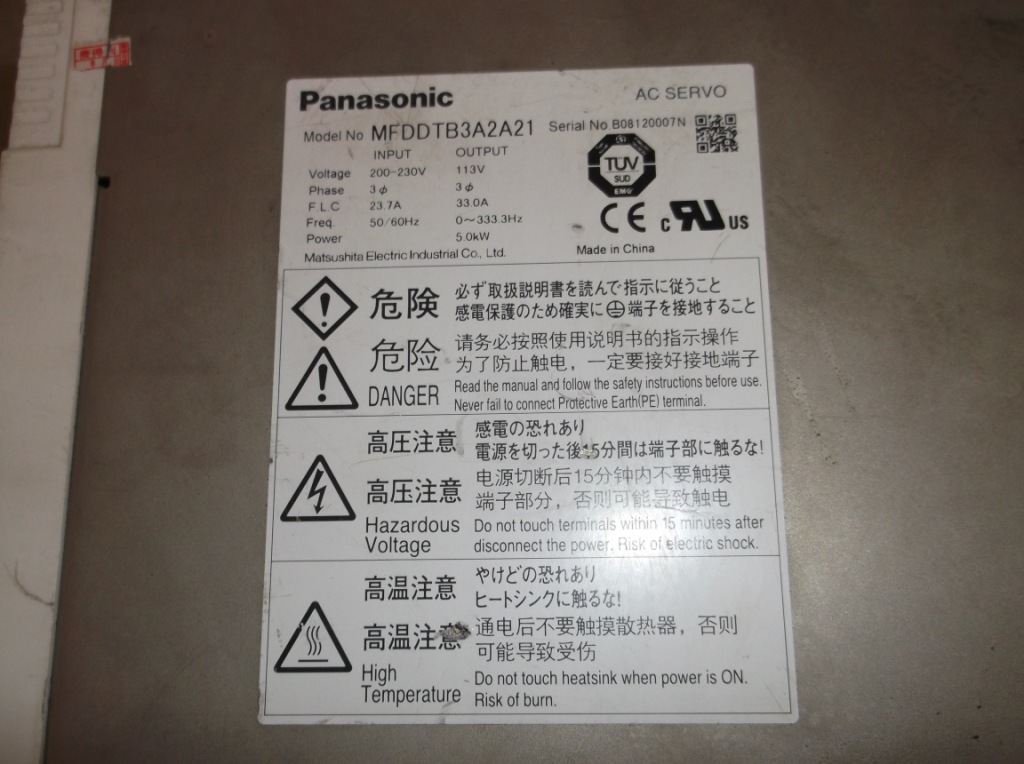 Panasonic AC SERVO
Model No MFDDTB3A2A21 Serial No B08120007N
INPUT OUTPUT
Voltage 200-230V 113V
Phase 3ϕ 3ϕ
F.L.C 23.7A 33.0A
Freq. 50/60Hz 0~333.3Hz
Power 5.0kW
Matsushita Electric Industrial Co., Ltd.
TUV
SUD
CE c RU US
Made in China
危険 必ず取扱説明書を読んで指示に従うこと
感電保護のため確実に端子を接地すること
危险 请务必按照使用说明书的指示操作
为了防止触电，一定要接好接地端子
DANGER Read the manual and follow the safety instructions before use.
Never fail to connect Protective Earth(PE) terminal.
高圧注意 感電の恐れあり
電源を切った後15分間は端子部に触るな!
高压注意 电源切断后15分钟内不要触摸
端子部分，否则可能导致触电
Hazardous Do not touch terminals within 15 minutes after
Voltage disconnect the power. Risk of electric shock.
高温注意 やけどの恐れあり
ヒートシンクに触るな!
高温注意 通电后不要触摸散热器，否则
可能导致受伤
High Do not touch heatsink when power is ON.
Temperature Risk of burn.